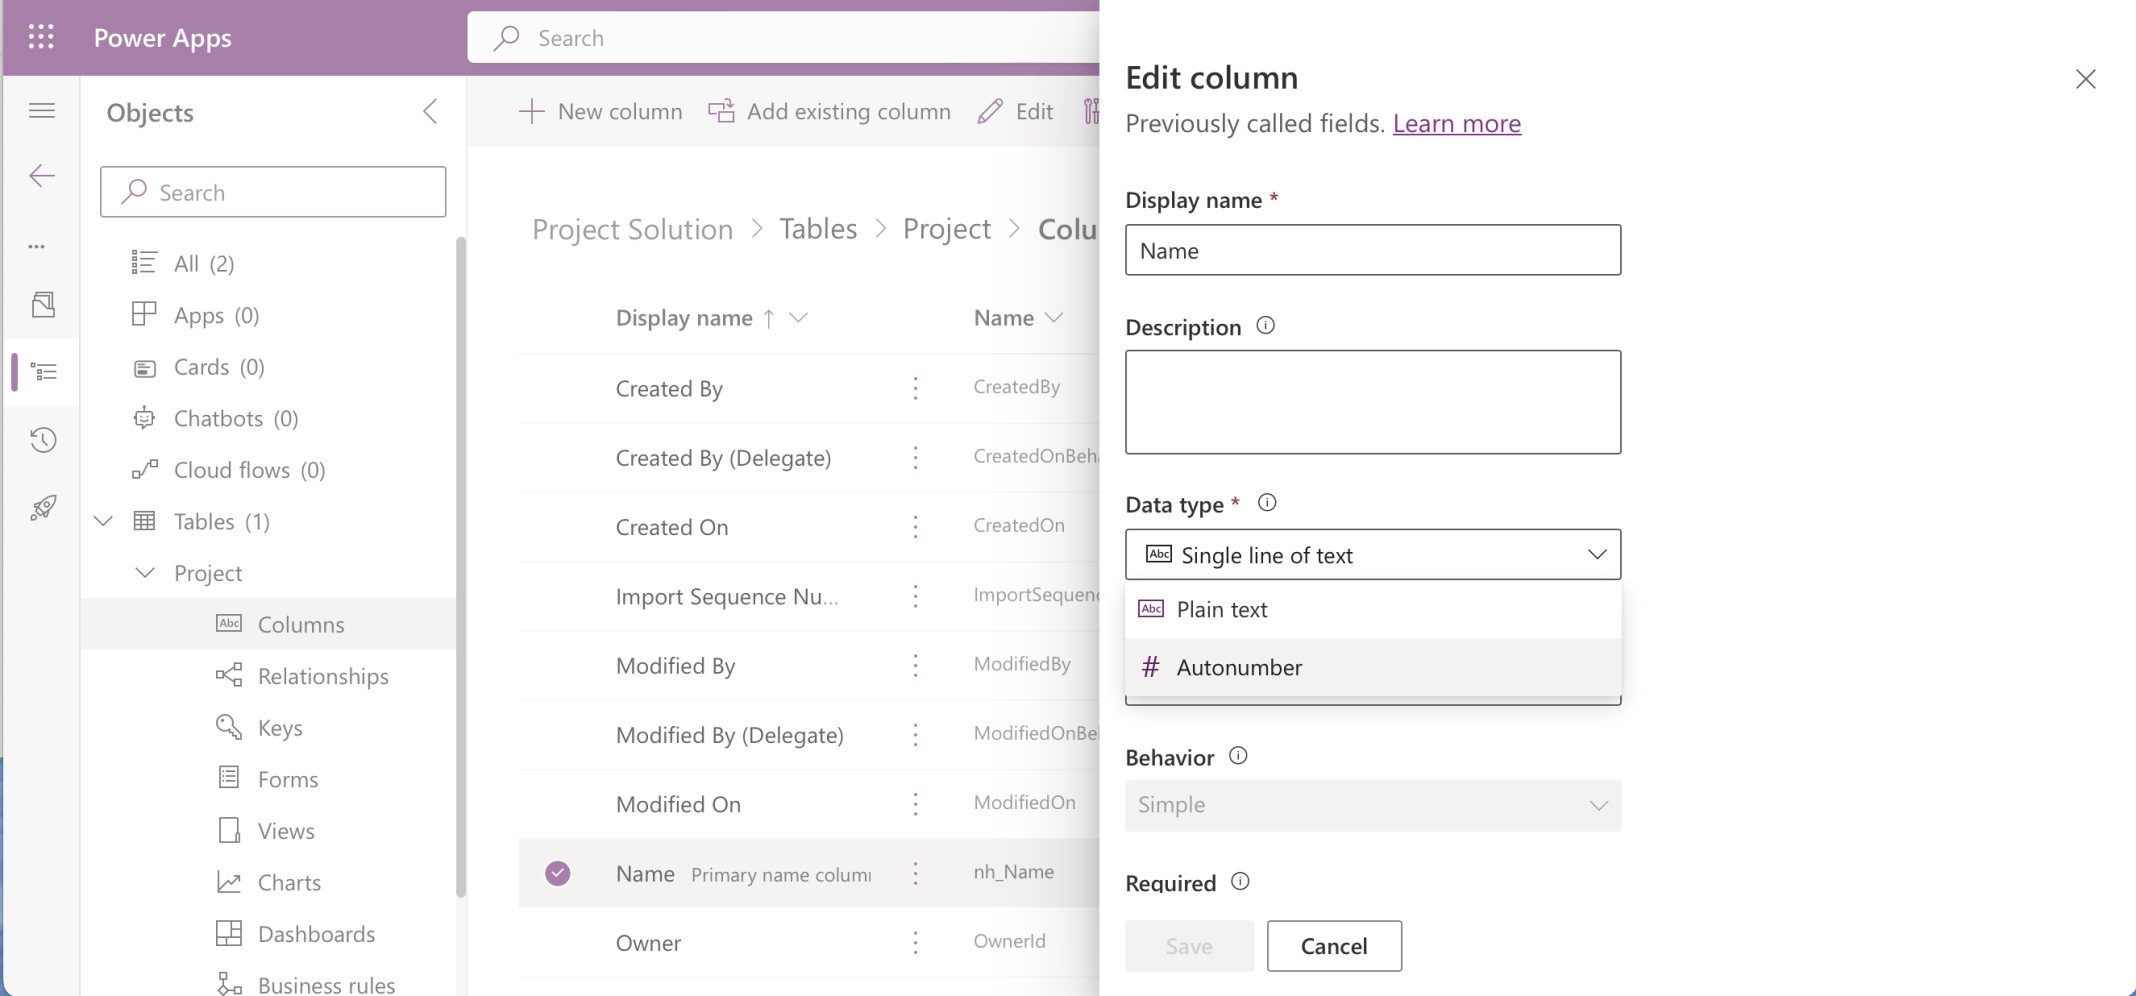 Power Apps
Search
Objects
Search
All (2)
Apps (0)
Cards (0)
Chatbots (0)
Cloud flows (0)
Tables (1)
Project
Columns
Relationships
Keys
Forms
Views
Charts
Dashboards
Business rules
New column
Add existing column
Edit
Project Solution > Tables > Project > Colu
Display name ↑ Name
Created By CreatedBy
Created By (Delegate) CreatedOnBeha
Created On CreatedOn
Import Sequence Nu... ImportSequenc
Modified By ModifiedBy
Modified By (Delegate) ModifiedOnBe
Modified On ModifiedOn
Name Primary name colum nh_Name
Owner OwnerId
Edit column
Previously called fields. Learn more
Display name *
Name
Description
Data type *
Abc Single line of text
Abc Plain text
# Autonumber
Behavior
Simple
Required
Save
Cancel